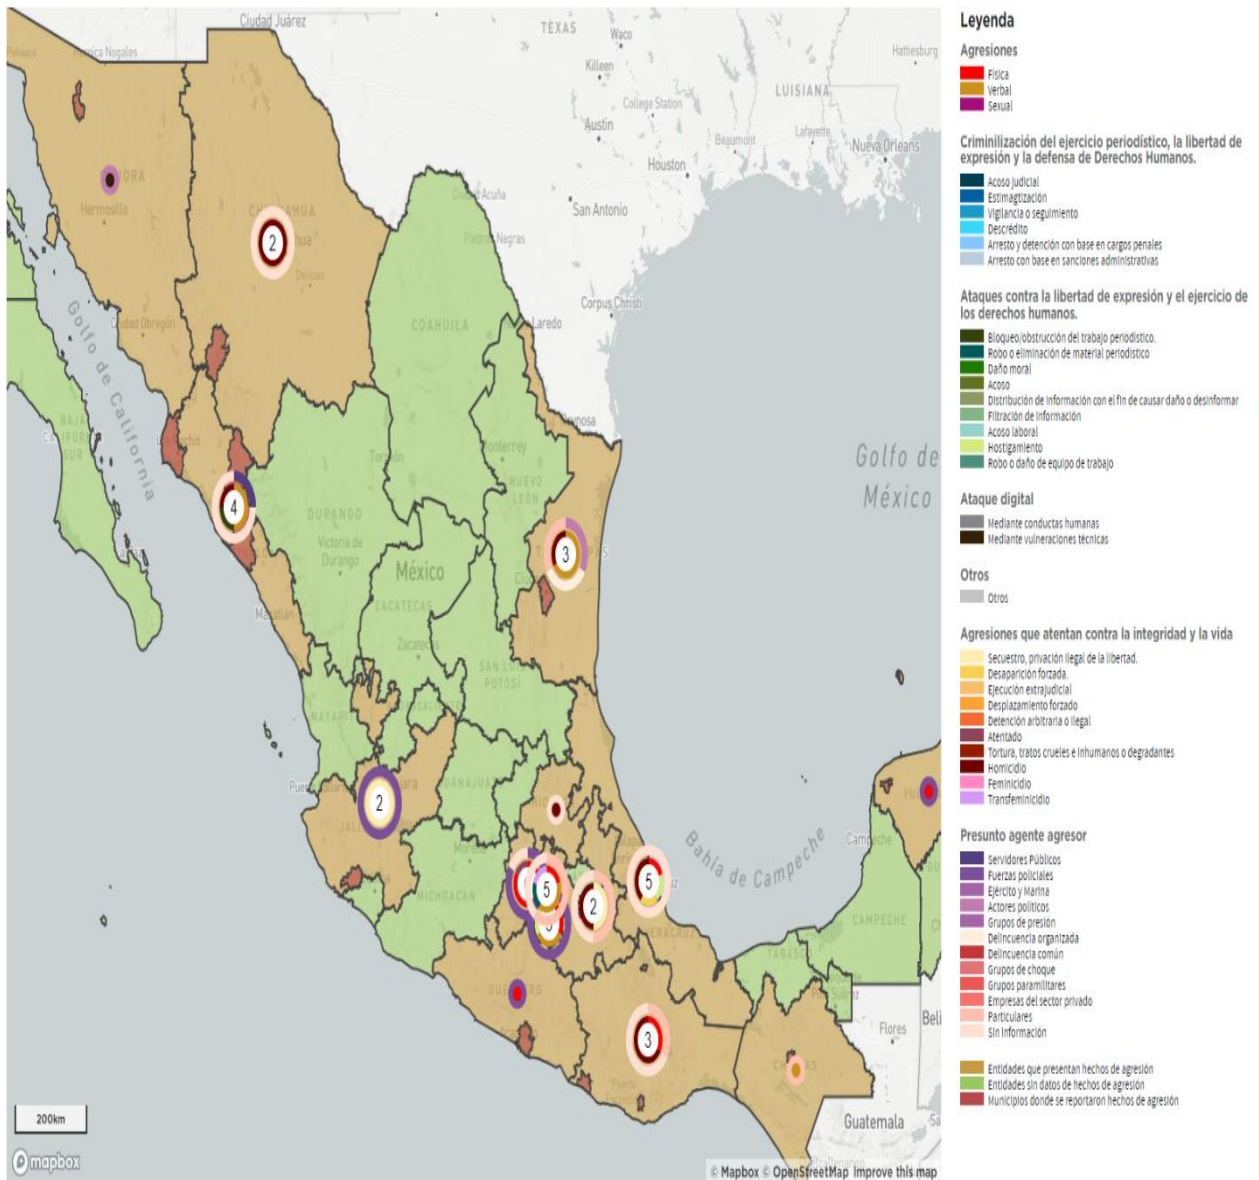 Ciudad Juárez
TEXAS
Waco
Hattiesburg
Killeen
LUISIANA
College Station
Austin
Beaumont
Lafayette
Nueva Orleans
Houston
San Antonio
Ciudad Acuña
Piedras Negras
Hermosillo
Delicias
Corpus Christi
Laredo
COAHUILA
Ciudad Obregón
Golfo de California
Reynosa
Monterrey
NUEVO
LEÓN
Golfo de
México
DURANGO
Victoria de
Durango
México
ZACATECAS
Zacatecas
SAN LUIS
POTOSÍ
Mazatlán
NAYARIT
2
4
3
2
5
5
2
3
MICHOACÁN
Bahía de Campeche
Campeche
CAMPECHE
TABASCO
VERACRUZ
Flores
Guatemala
200km
mapbox
© Mapbox © OpenStreetMap Improve this map
Leyenda
Agresiones
Física
Verbal
Sexual
Criminilización del ejercicio periodístico, la libertad de
expresión y la defensa de Derechos Humanos.
Acoso judicial
Estimagtización
Vigilancia o seguimiento
Descrédito
Arresto y detención con base en cargos penales
Arresto con base en sanciones administrativas
Ataques contra la libertad de expresión y el ejercicio de
los derechos humanos.
Bloqueo/obstrucción del trabajo periodístico.
Robo o eliminación de material periodístico
Daño moral
Acoso
Distribución de información con el fin de causar daño o desinformar
Filtración de información
Acoso laboral
Hostigamiento
Robo o daño de equipo de trabajo
Ataque digital
Mediante conductas humanas
Mediante vulneraciones técnicas
Otros
Otros
Agresiones que atentan contra la integridad y la vida
Secuestro, privación ilegal de la libertad.
Desaparición forzada.
Ejecución extrajudicial
Desplazamiento forzado
Detención arbitraria o ilegal
Atentado
Tortura, tratos crueles e inhumanos o degradantes
Homicidio
Feminicidio
Transfeminicidio
Presunto agente agresor
Servidores Públicos
Fuerzas policiales
Ejército y Marina
Actores políticos
Grupos de presión
Delincuencia organizada
Delincuencia común
Grupos de choque
Grupos paramilitares
Empresas del sector privado
Particulares
Sin información
Entidades que presentan hechos de agresión
Entidades sin datos de hechos de agresión
Municipios donde se reportaron hechos de agresión